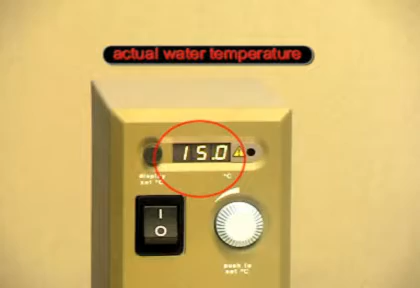 actual water temperature
15.0
display
set °C
°C
I
O
push to
set °C